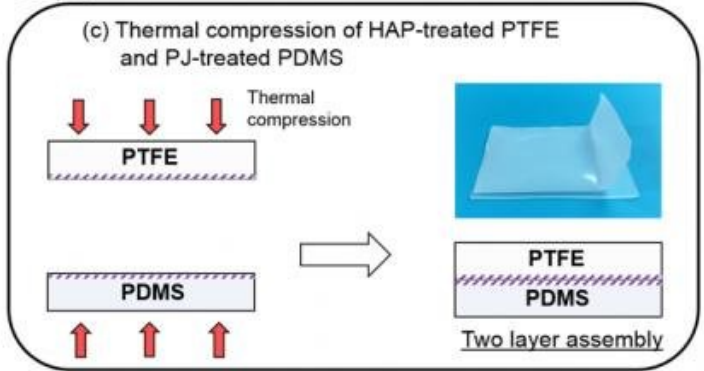 (c) Thermal compression of HAP-treated PTFE
and PJ-treated PDMS
Thermal
compression
PTFE
PDMS
PTFE
PDMS
Two layer assembly